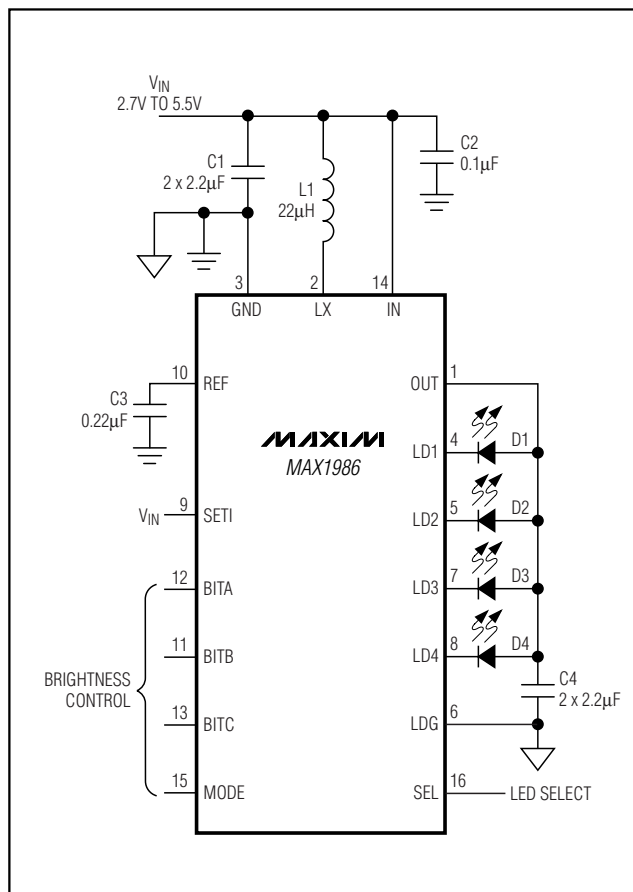 VIN
2.7V TO 5.5V
C1
2 x 2.2µF
L1
22µH
C2
0.1µF
3
2
14
GND
LX
IN
10
REF
C3
0.22µF
1
OUT
MAXIM
MAX1986
LD1
4
D1
LD2
5
D2
VIN
9
SETI
LD3
7
D3
12
BITA
LD4
8
D4
11
BITB
BRIGHTNESS
CONTROL
C4
2 x 2.2µF
13
BITC
LDG
6
15
MODE
SEL
16
LED SELECT